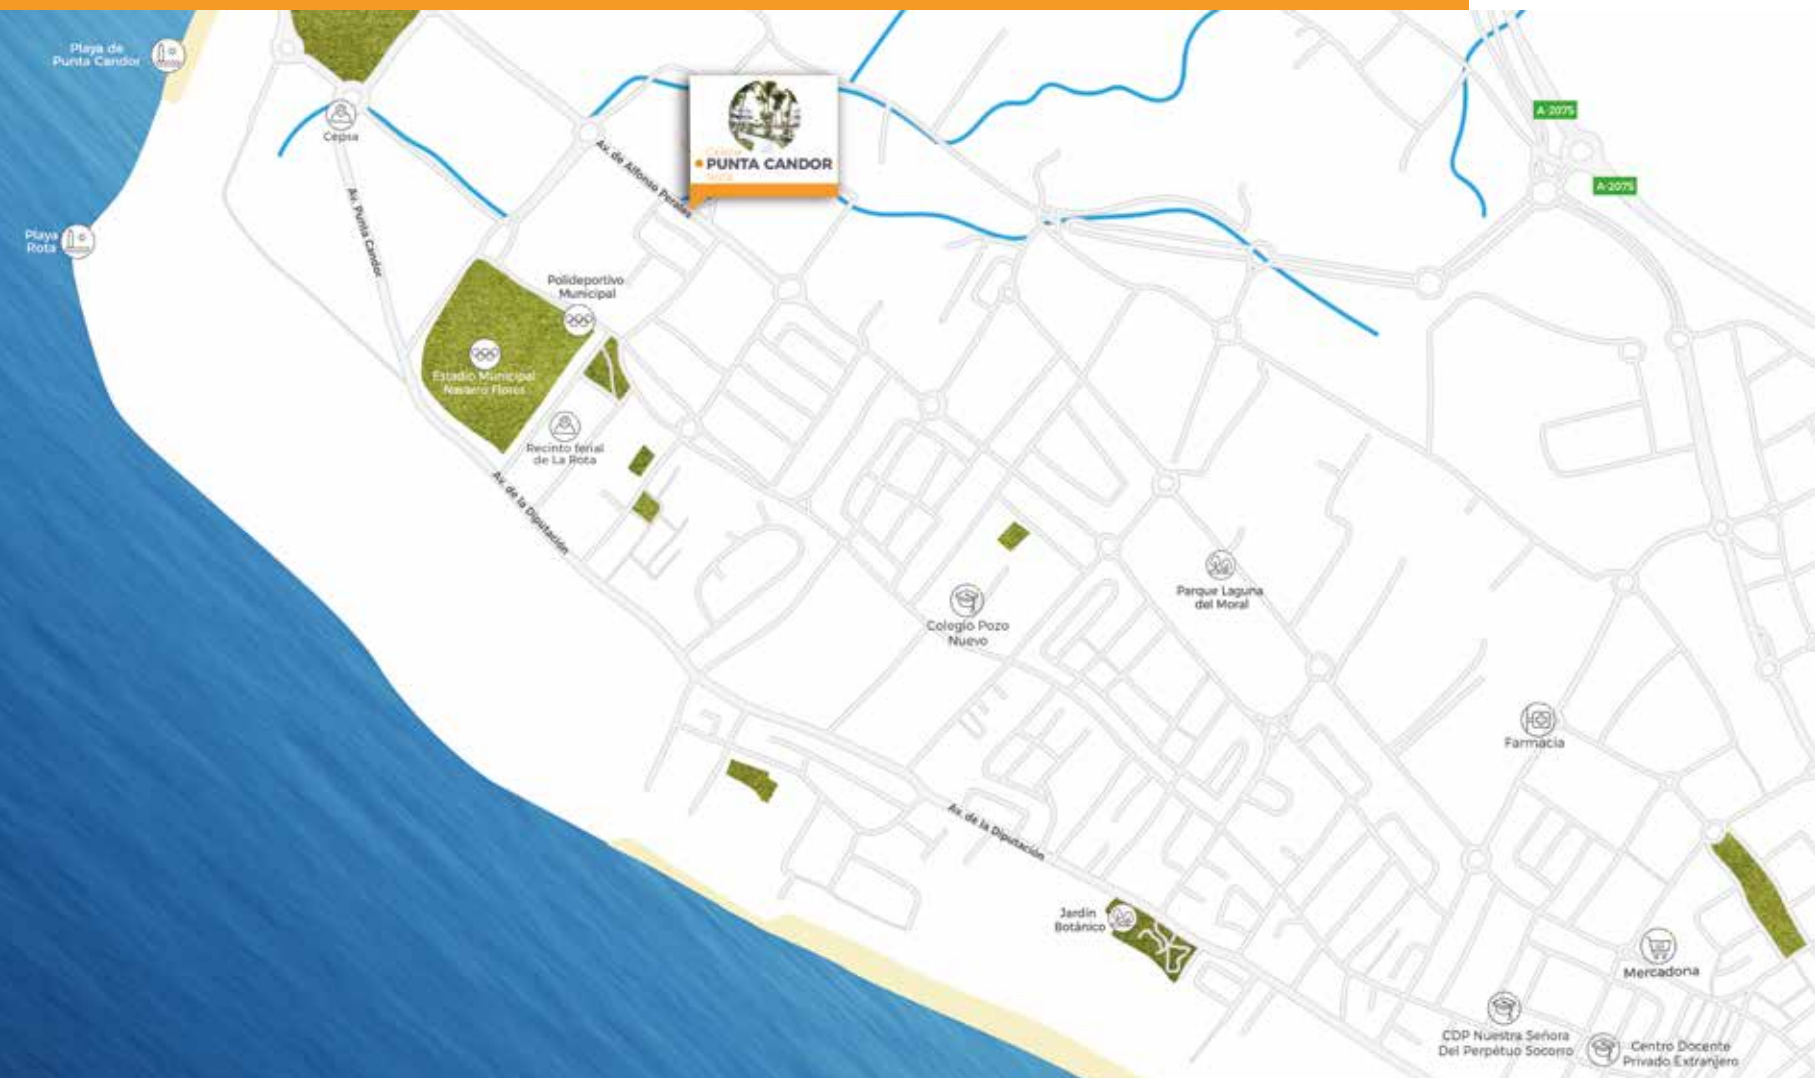 Playa de
Punta Candor
Cepsa
PUNTA CANDOR
A-2075
A-2075
Av. de Alfonso Perales
Av. Punta Candor
Playa
Rota
Polideportivo
Municipal
Estadio Municipal
Navarro Flores
Recinto ferial
de La Rota
Av. de la Diputación
Parque Laguna
del Moral
Colegio Pozo
Nuevo
Farmacia
Av. de la Diputación
Jardín
Botánico
Mercadona
CDP Nuestra Señora
Del Perpétuo Socorro
Centro Docente
Privado Extranjero